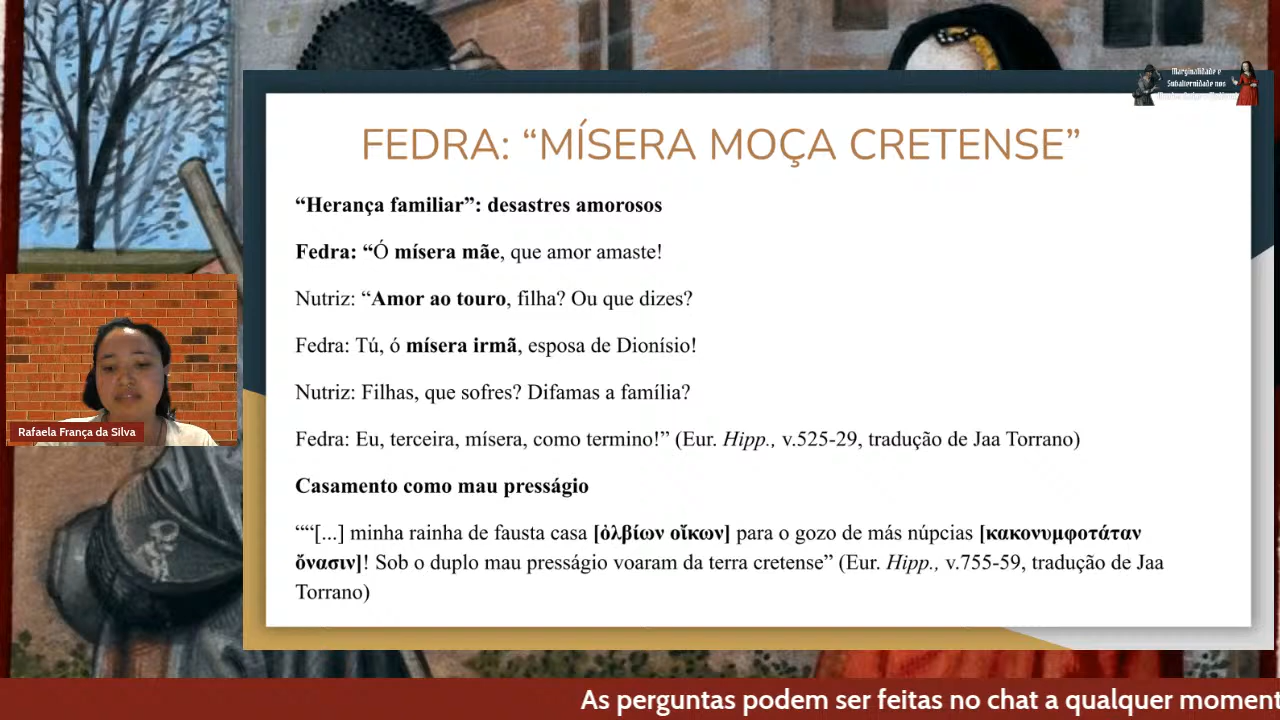 Marginalidade e
Subalternidade nos
FEDRA: “MÍSERA MOÇA CRETENSE”
“Herança familiar”: desastres amorosos
Fedra: “Ó mísera mãe, que amor amaste!
Nutriz: “Amor ao touro, filha? Ou que dizes?
Fedra: Tú, ó mísera irmã, esposa de Dionísio!
Nutriz: Filhas, que sofres? Difamas a família?
Fedra: Eu, terceira, mísera, como termino!” (Eur. Hipp., v.525-29, tradução de Jaa Torrano)
Casamento como mau presságio
““[...] minha rainha de fausta casa [ὀλβίων οἴκων] para o gozo de más núpcias [κακονυμφοτάταν
ὄνασιν]! Sob o duplo mau presságio voaram da terra cretense” (Eur. Hipp., v.755-59, tradução de Jaa
Torrano)
Rafaela França da Silva
As perguntas podem ser feitas no chat a qualquer moment